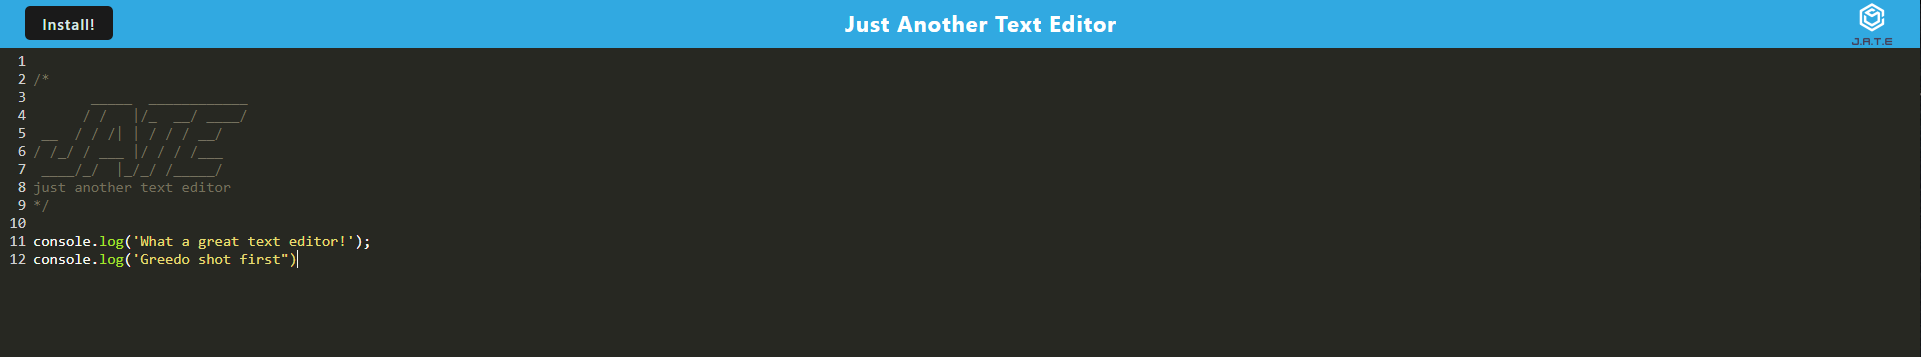 Install!
Just Another Text Editor
J.A.T.E
1
2 /*
3        _____  ____________
4       / /   |/_  __/ ____/
5  __  / / /| | / / / __/
6 / /_/ / ___ |/ / / /___
7  ____/_/  |_/_/ /_____/
8 just another text editor
9 */
10
11 console.log('What a great text editor!');
12 console.log('Greedo shot first")